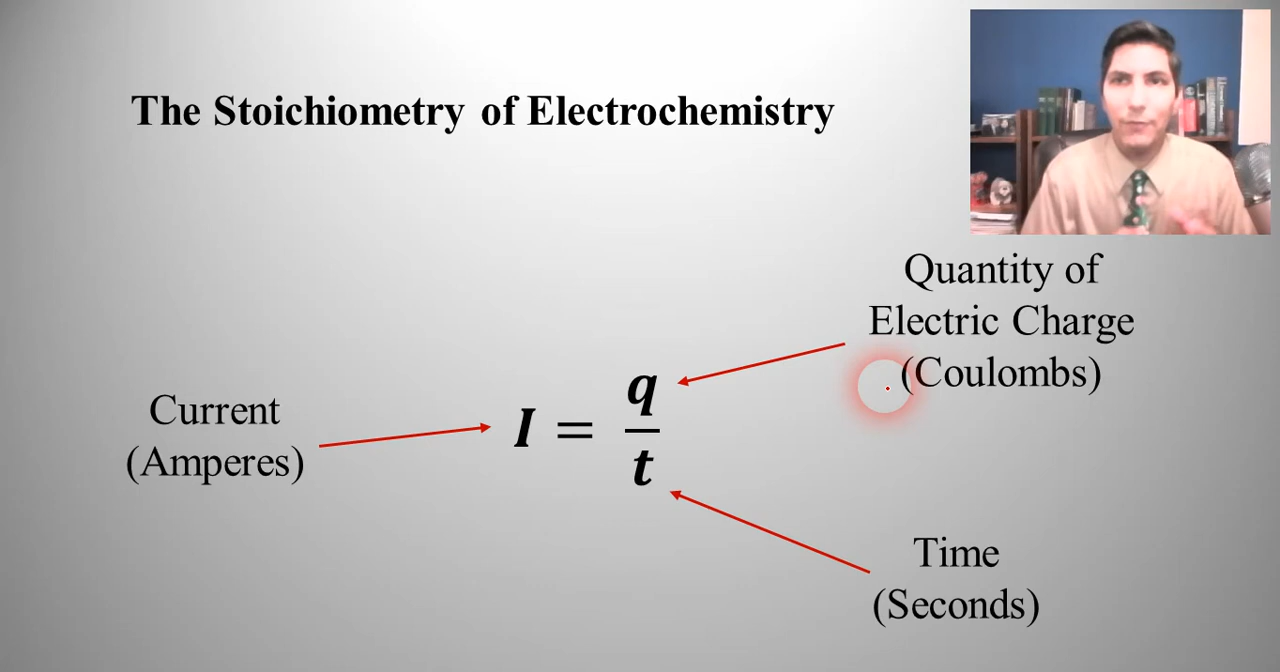 The Stoichiometry of Electrochemistry
Quantity of
Electric Charge
(Coulombs)
Current
(Amperes)
I = q/t
Time
(Seconds)